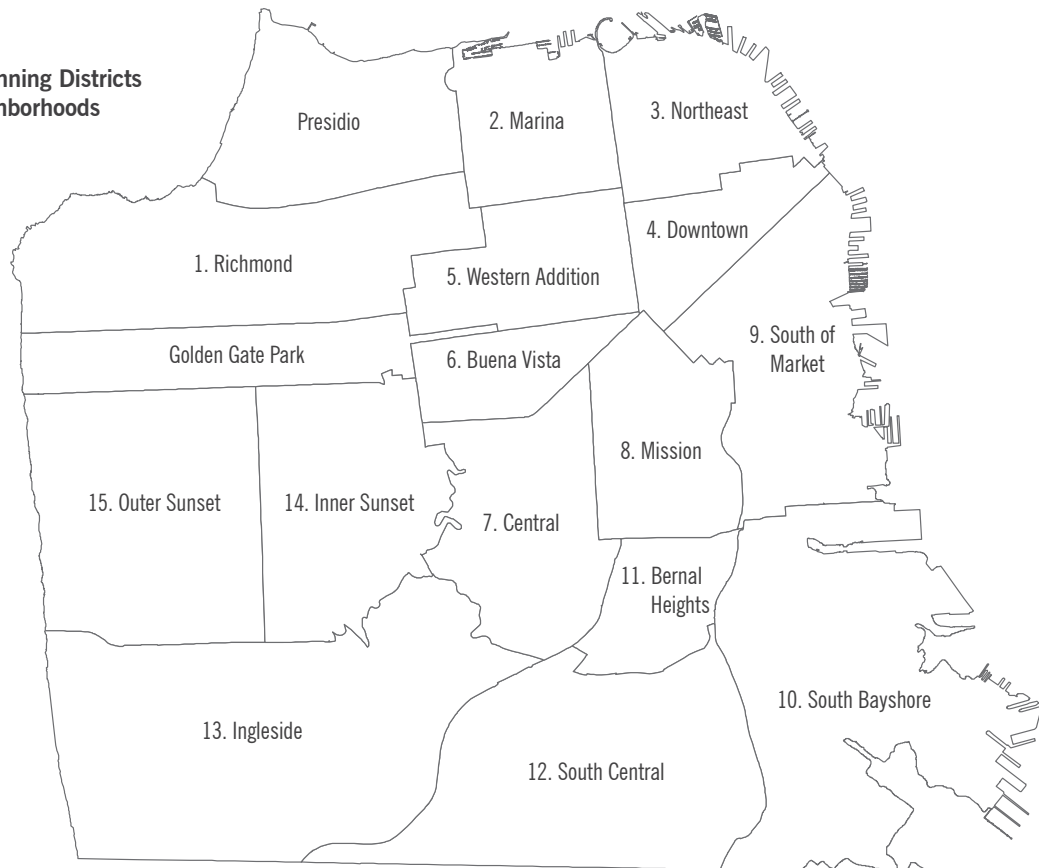 nning Districts
nborhoods
Presidio
2. Marina
3. Northeast
4. Downtown
1. Richmond
5. Western Addition
9. South of
Market
Golden Gate Park
6. Buena Vista
8. Mission
15. Outer Sunset
14. Inner Sunset
7. Central
11. Bernal
Heights
10. South Bayshore
13. Ingleside
12. South Central